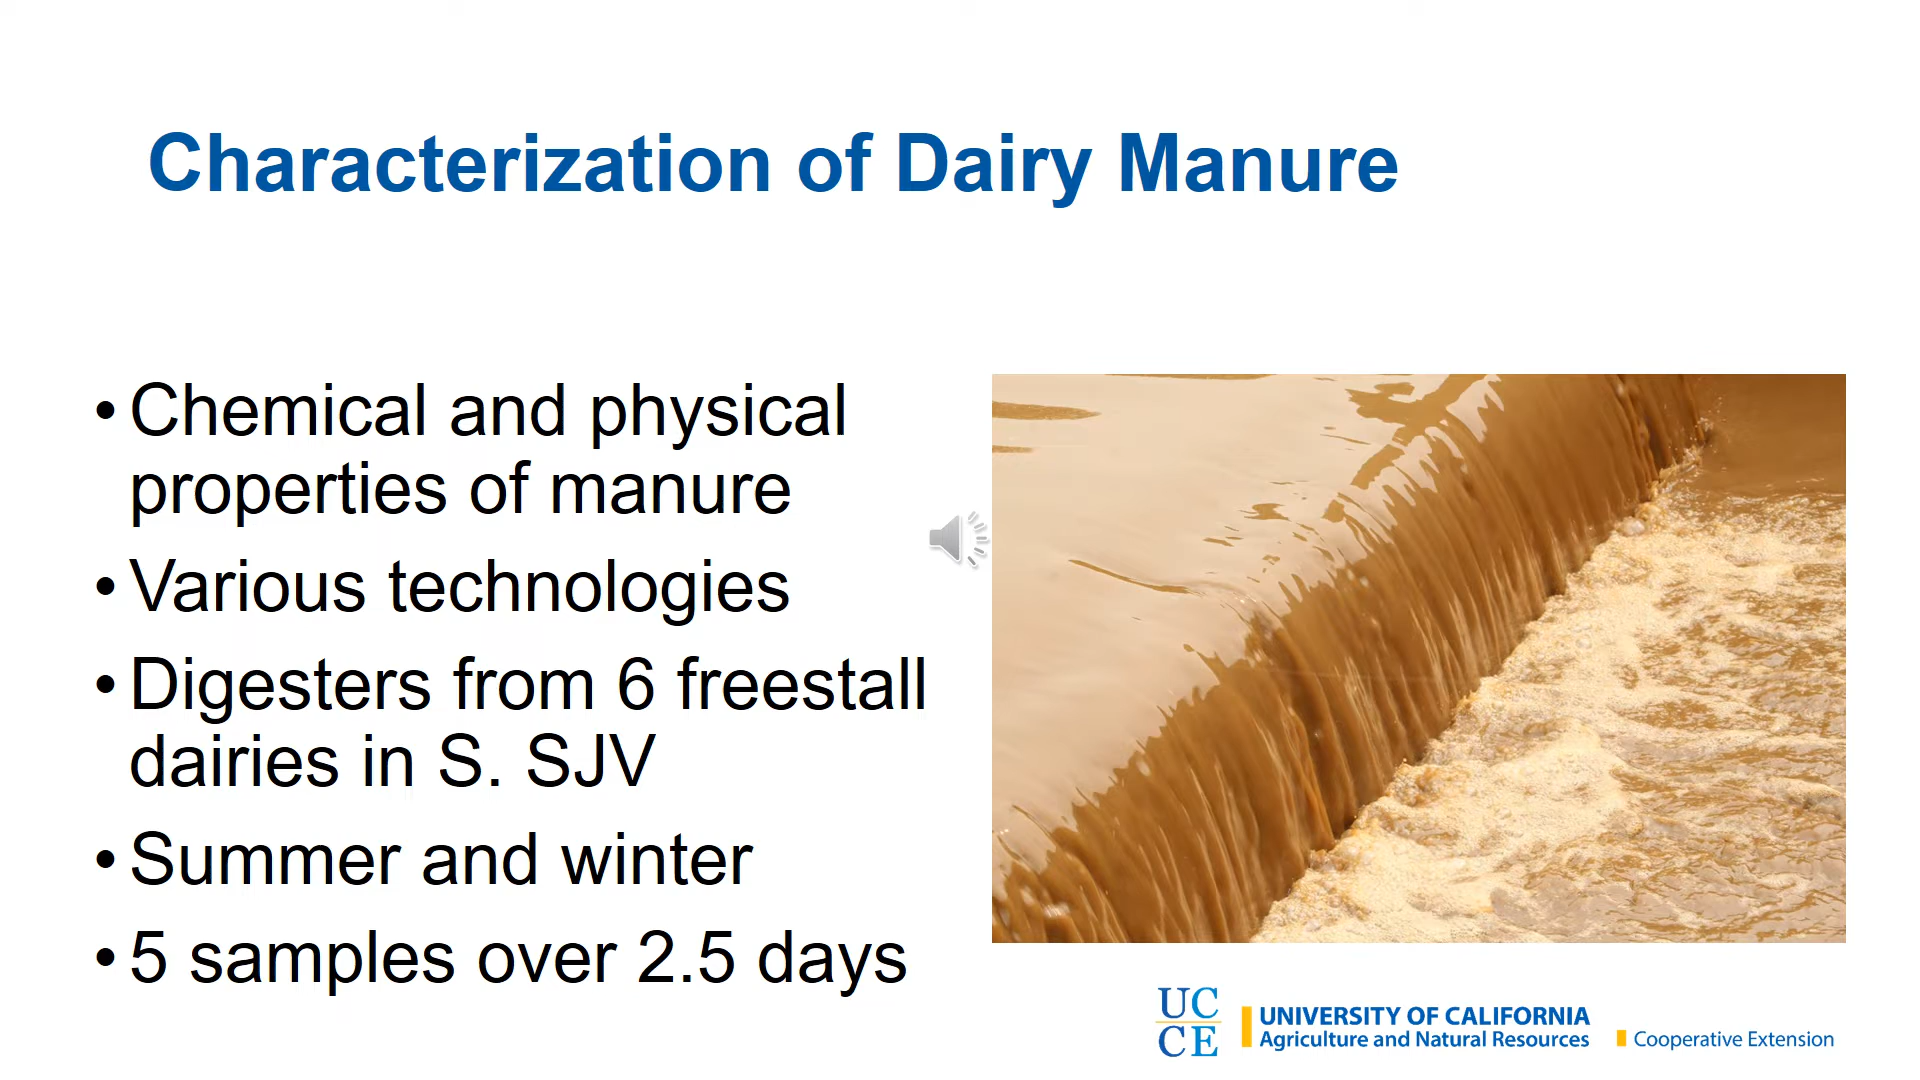 Characterization of Dairy Manure
• Chemical and physical
properties of manure
• Various technologies
• Digesters from 6 freestall
dairies in S. SJV
• Summer and winter
• 5 samples over 2.5 days
UC
CE
UNIVERSITY OF CALIFORNIA
Agriculture and Natural Resources
Cooperative Extension